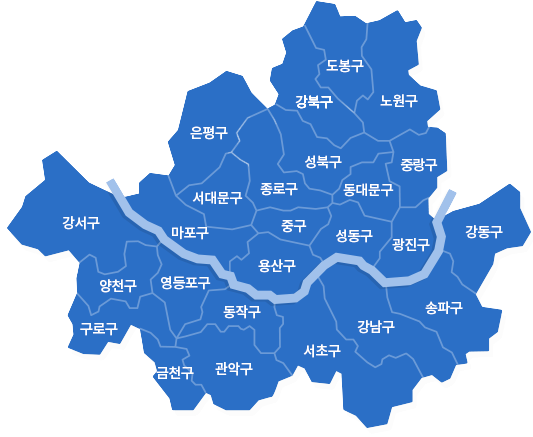 도봉구
강북구
노원구
은평구
성북구
중랑구
서대문구
종로구
동대문구
강서구
마포구
중구
성동구
광진구
강동구
용산구
양천구
영등포구
동작구
송파구
구로구
강남구
서초구
금천구
관악구